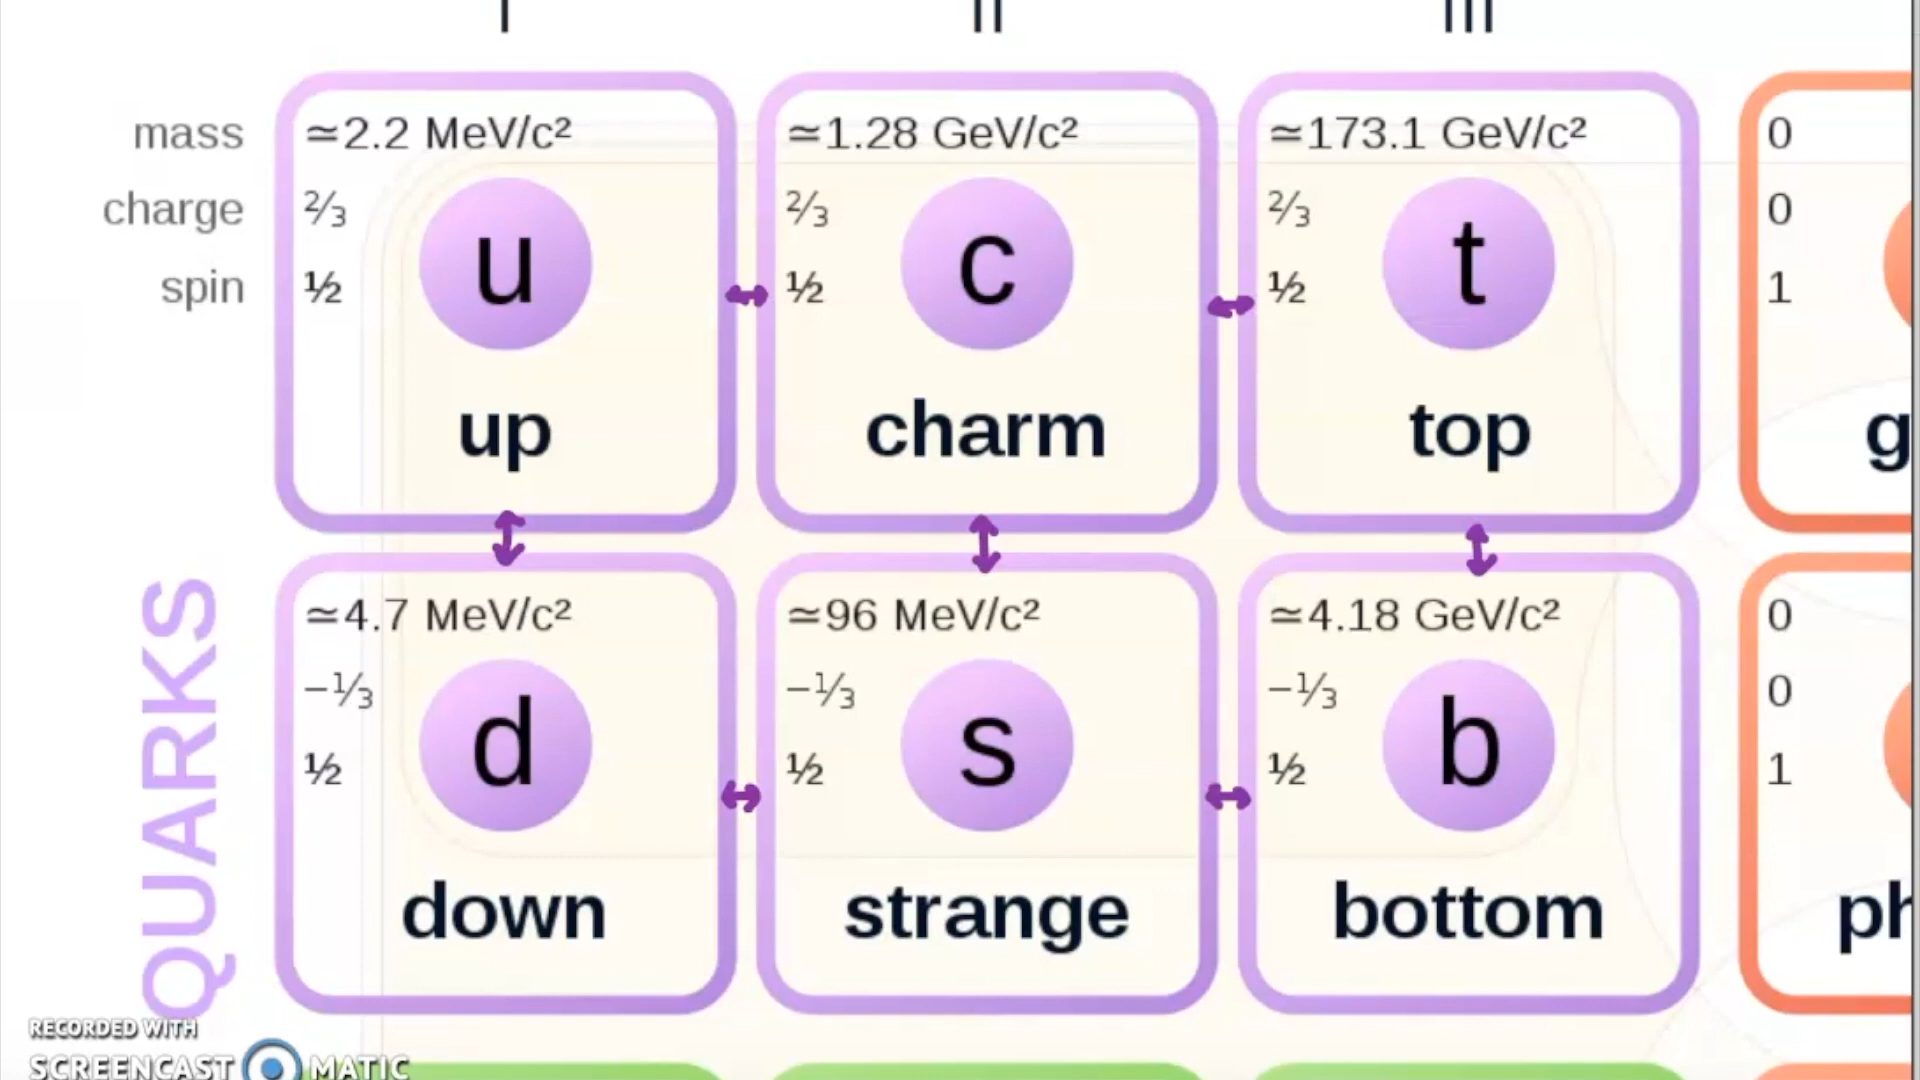 I II III
mass ≃2.2 MeV/c² ≃1.28 GeV/c² ≃173.1 GeV/c² 0
charge ⅔ ⅔ ⅔ 0
spin ½ ½ ½ 1
u c t
up charm top g
QUARKS
≃4.7 MeV/c² ≃96 MeV/c² ≃4.18 GeV/c² 0
−⅓ −⅓ −⅓ 0
½ ½ ½ 1
d s b
down strange bottom ph
RECORDED WITH
SCREENCAST MATIC